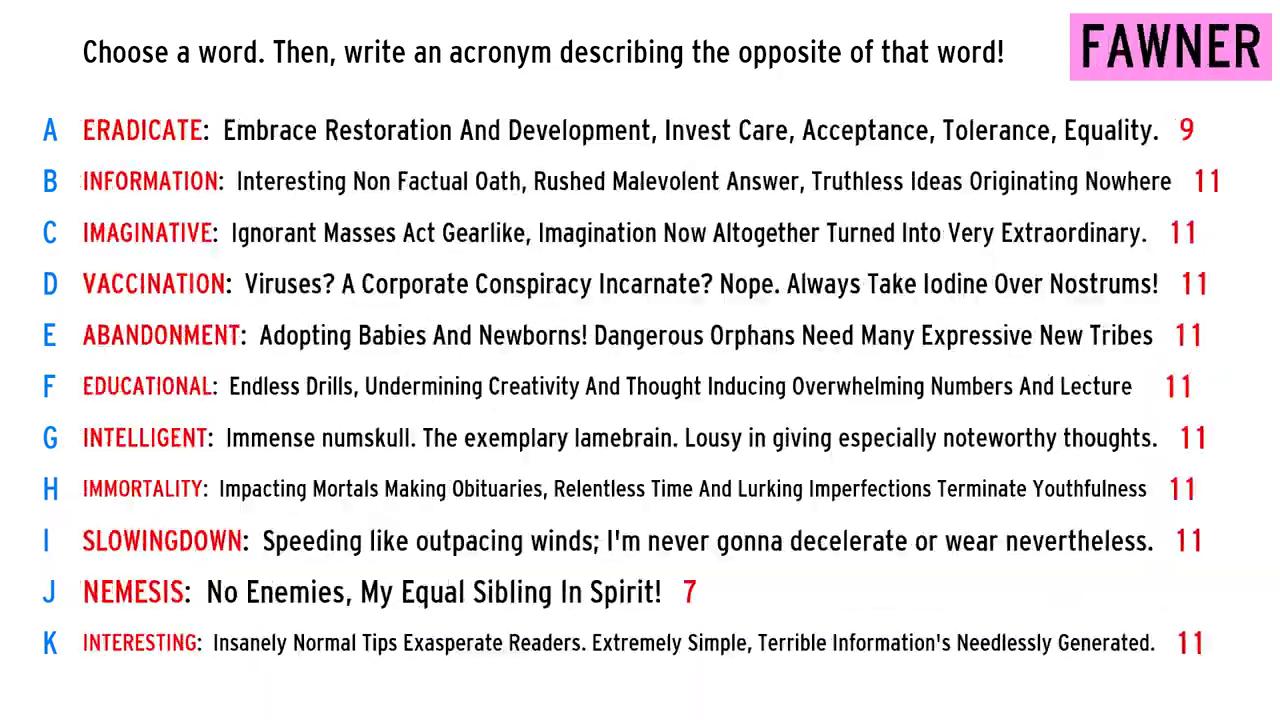 Choose a word. Then, write an acronym describing the opposite of that word!
FAWNER
A ERADICATE: Embrace Restoration And Development, Invest Care, Acceptance, Tolerance, Equality. 9
B INFORMATION: Interesting Non Factual Oath, Rushed Malevolent Answer, Truthless Ideas Originating Nowhere 11
C IMAGINATIVE: Ignorant Masses Act Gearlike, Imagination Now Altogether Turned Into Very Extraordinary. 11
D VACCINATION: Viruses? A Corporate Conspiracy Incarnate? Nope. Always Take Iodine Over Nostrums! 11
E ABANDONMENT: Adopting Babies And Newborns! Dangerous Orphans Need Many Expressive New Tribes 11
F EDUCATIONAL: Endless Drills, Undermining Creativity And Thought Inducing Overwhelming Numbers And Lecture 11
G INTELLIGENT: Immense numskull. The exemplary lamebrain. Lousy in giving especially noteworthy thoughts. 11
H IMMORTALITY: Impacting Mortals Making Obituaries, Relentless Time And Lurking Imperfections Terminate Youthfulness 11
I SLOWINGDOWN: Speeding like outpacing winds; I'm never gonna decelerate or wear nevertheless. 11
J NEMESIS: No Enemies, My Equal Sibling In Spirit! 7
K INTERESTING: Insanely Normal Tips Exasperate Readers. Extremely Simple, Terrible Information's Needlessly Generated. 11